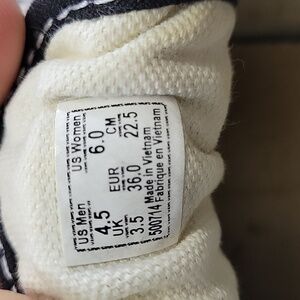 US Men US Women
4.5 6.0
UK EUR CM
3.5 36.0 22.5
500714 Made in Vietnam
Fabrique en Vietnam